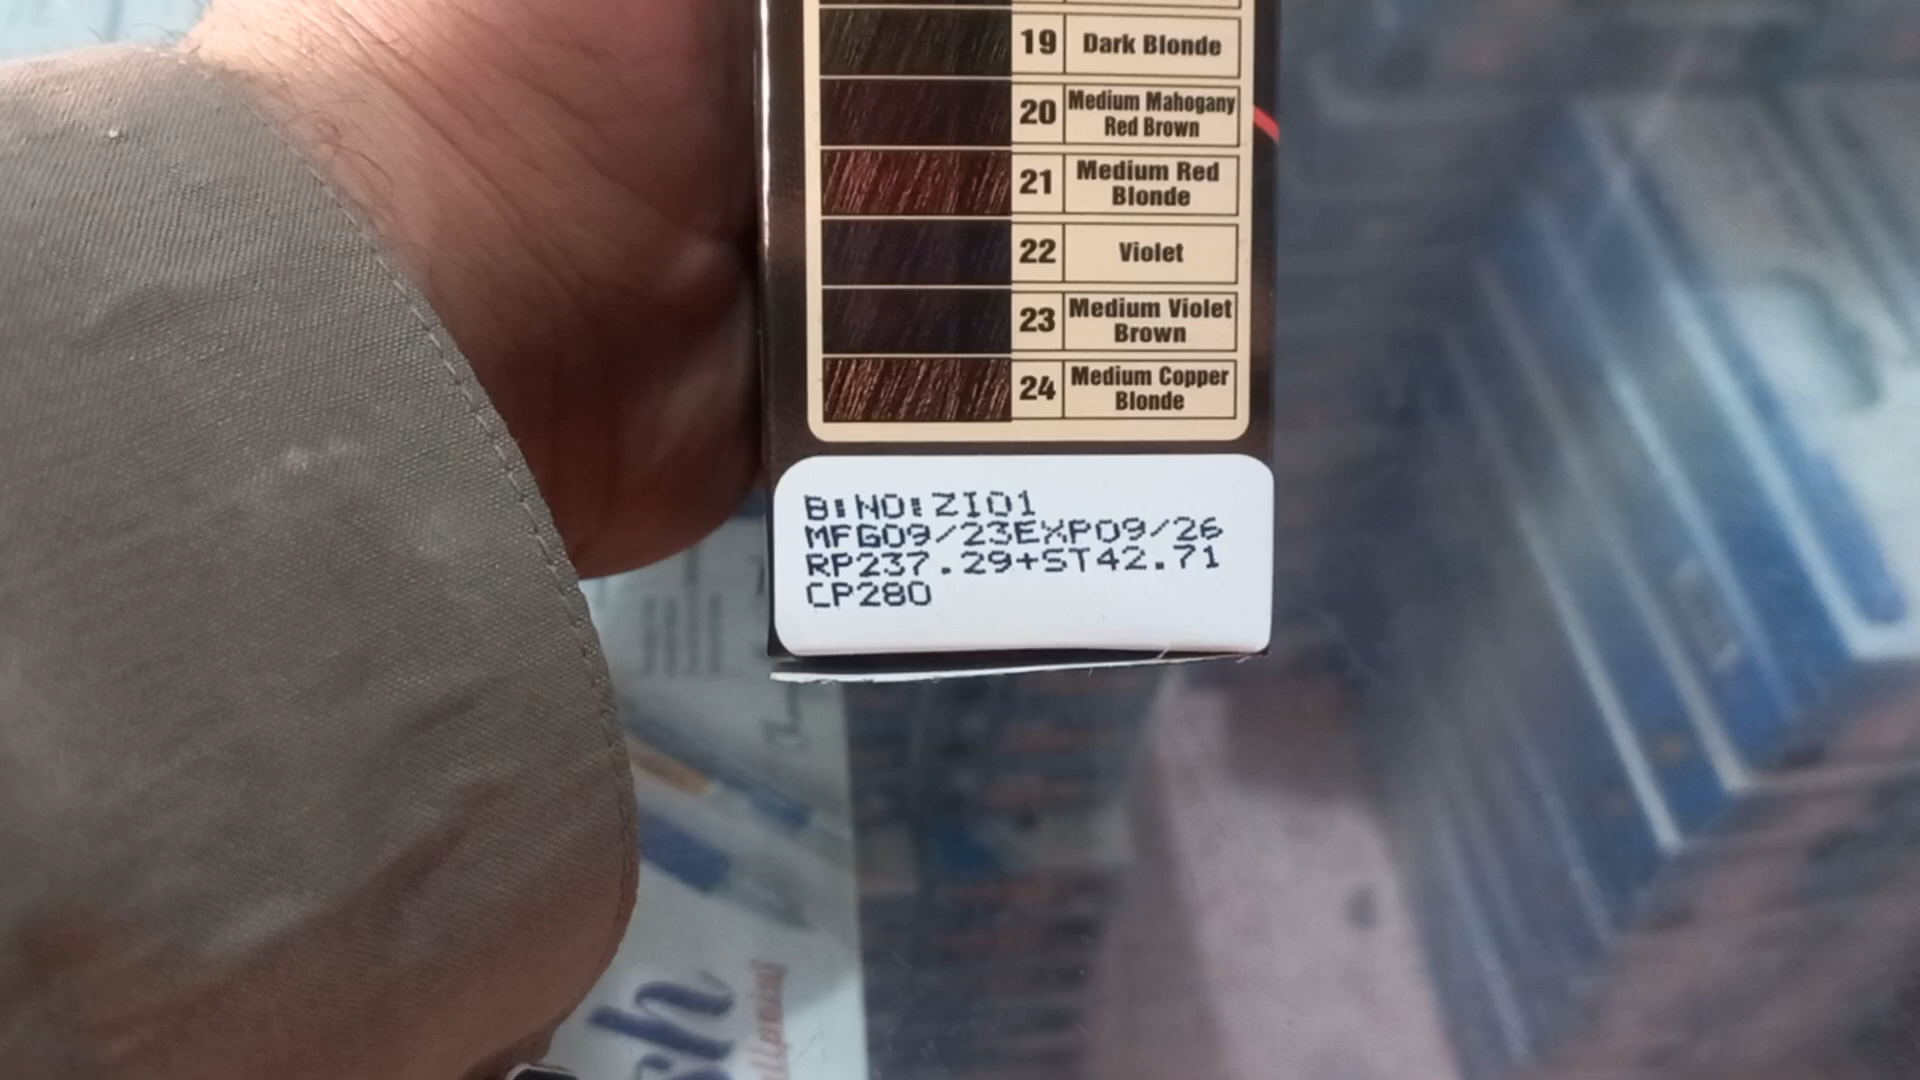 19 Dark Blonde
20 Medium Mahogany
Red Brown
21 Medium Red
Blonde
22 Violet
23 Medium Violet
Brown
24 Medium Copper
Blonde
B:NO:ZI01
MFG09/23EXP09/26
RP237.29+ST42.71
CP280
sh